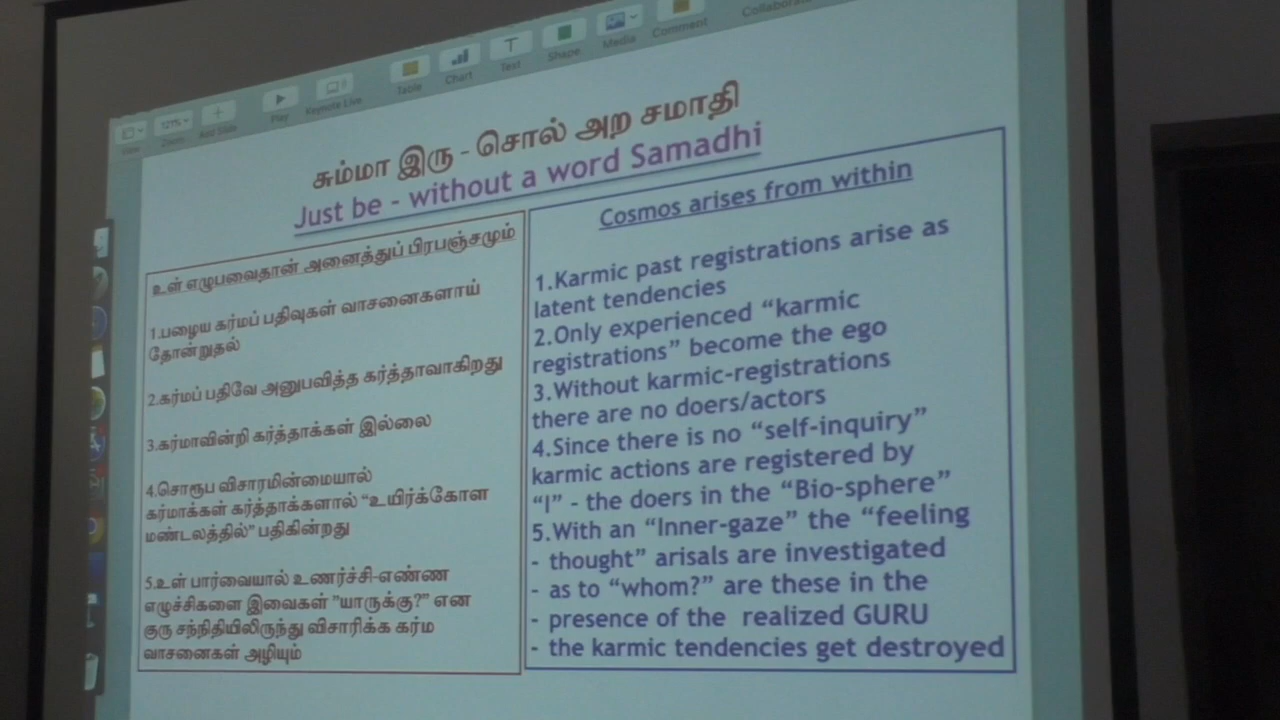 121%
Zoom
Add Slide
Play
Keynote Live
Table
Chart
Text
Shape
Media
Comment
சும்மா இரு - சொல் அற சமாதி
Just be - without a word Samadhi
உள் எழுபவைதான் அனைத்துப் பிரபஞ்சமும்
1.பழைய கர்மப் பதிவுகள் வாசனைகளாய்
தோன்றுதல்
2.கர்மப் பதிவே அனுபவித்த கர்த்தாவாகிறது
3.கர்மாவின்றி கர்த்தாக்கள் இல்லை
4.சொரூப விசாரமின்மையால்
கர்மாக்கள் கர்த்தாக்களால் “உயிர்க்கோள
மண்டலத்தில்” பதிகின்றது
5.உள் பார்வையால் உணர்ச்சி-எண்ண
எழுச்சிகளை இவைகள் ”யாருக்கு?” என
குரு சந்நிதியிலிருந்து விசாரிக்க கர்ம
வாசனைகள் அழியும்
Cosmos arises from within
1.Karmic past registrations arise as
latent tendencies
2.Only experienced “karmic
registrations” become the ego
3.Without karmic-registrations
there are no doers/actors
4.Since there is no “self-inquiry”
karmic actions are registered by
“I” - the doers in the “Bio-sphere”
5.With an “Inner-gaze” the “feeling
- thought” arisals are investigated
- as to “whom?” are these in the
- presence of the realized GURU
- the karmic tendencies get destroyed